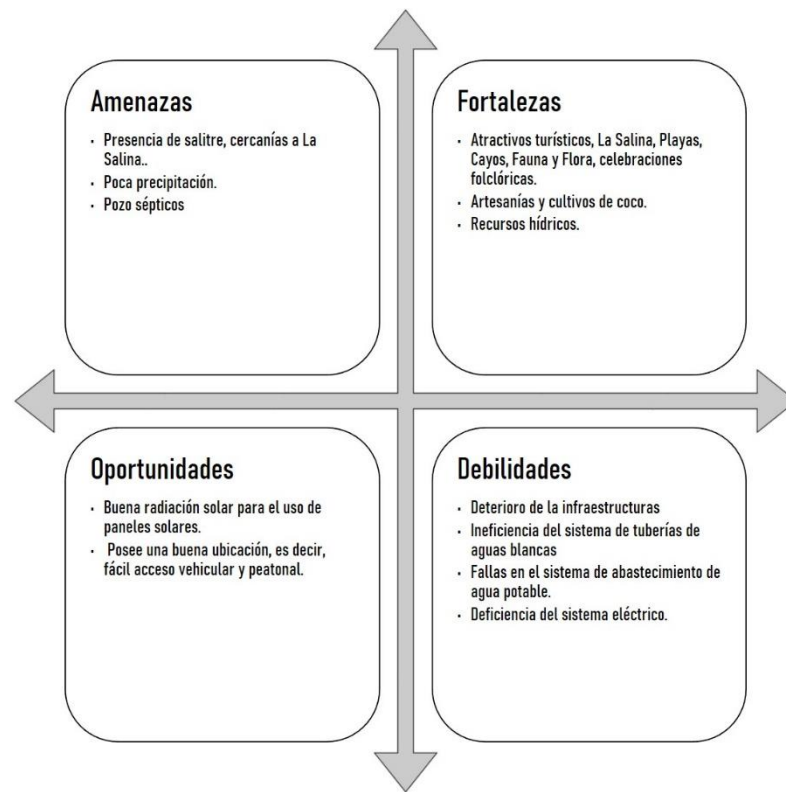 Amenazas
• Presencia de salitre, cercanías a La
Salina..
• Poca precipitación.
• Pozo sépticos
Fortalezas
• Atractivos turísticos, La Salina, Playas,
Cayos, Fauna y Flora, celebraciones
folclóricas.
• Artesanías y cultivos de coco.
• Recursos hídricos.
Oportunidades
• Buena radiación solar para el uso de
paneles solares.
• Posee una buena ubicación, es decir,
fácil acceso vehicular y peatonal.
Debilidades
• Deterioro de la infraestructuras
• Ineficiencia del sistema de tuberías de
aguas blancas
• Fallas en el sistema de abastecimiento de
agua potable.
• Deficiencia del sistema eléctrico.